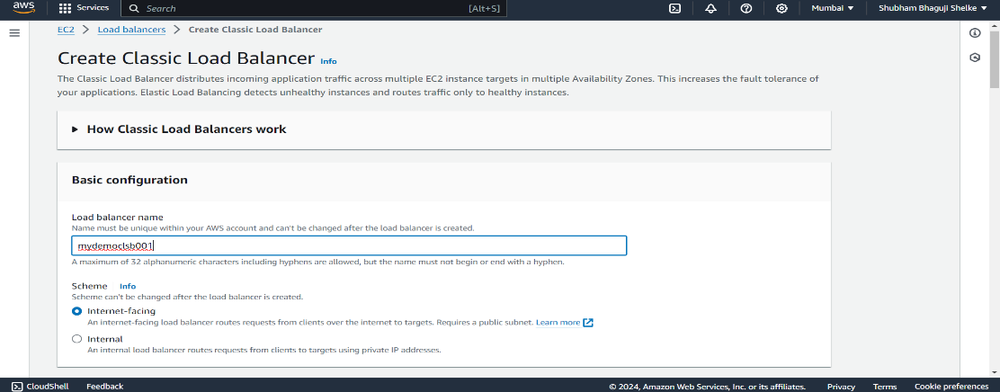 aws
Services
Search
[Alt+S]
Mumbai
Shubham Bhaguji Shelke
EC2 > Load balancers > Create Classic Load Balancer
Create Classic Load Balancer Info
The Classic Load Balancer distributes incoming application traffic across multiple EC2 instance targets in multiple Availability Zones. This increases the fault tolerance of
your applications. Elastic Load Balancing detects unhealthy instances and routes traffic only to healthy instances.
How Classic Load Balancers work
Basic configuration
Load balancer name
Name must be unique within your AWS account and can't be changed after the load balancer is created.
mydemoclsb001
A maximum of 32 alphanumeric characters including hyphens are allowed, but the name must not begin or end with a hyphen.
Scheme Info
Scheme can't be changed after the load balancer is created.
Internet-facing
An internet-facing load balancer routes requests from clients over the internet to targets. Requires a public subnet. Learn more
Internal
An internal load balancer routes requests from clients to targets using private IP addresses.
CloudShell
Feedback
© 2024, Amazon Web Services, Inc. or its affiliates.
Privacy
Terms
Cookie preferences